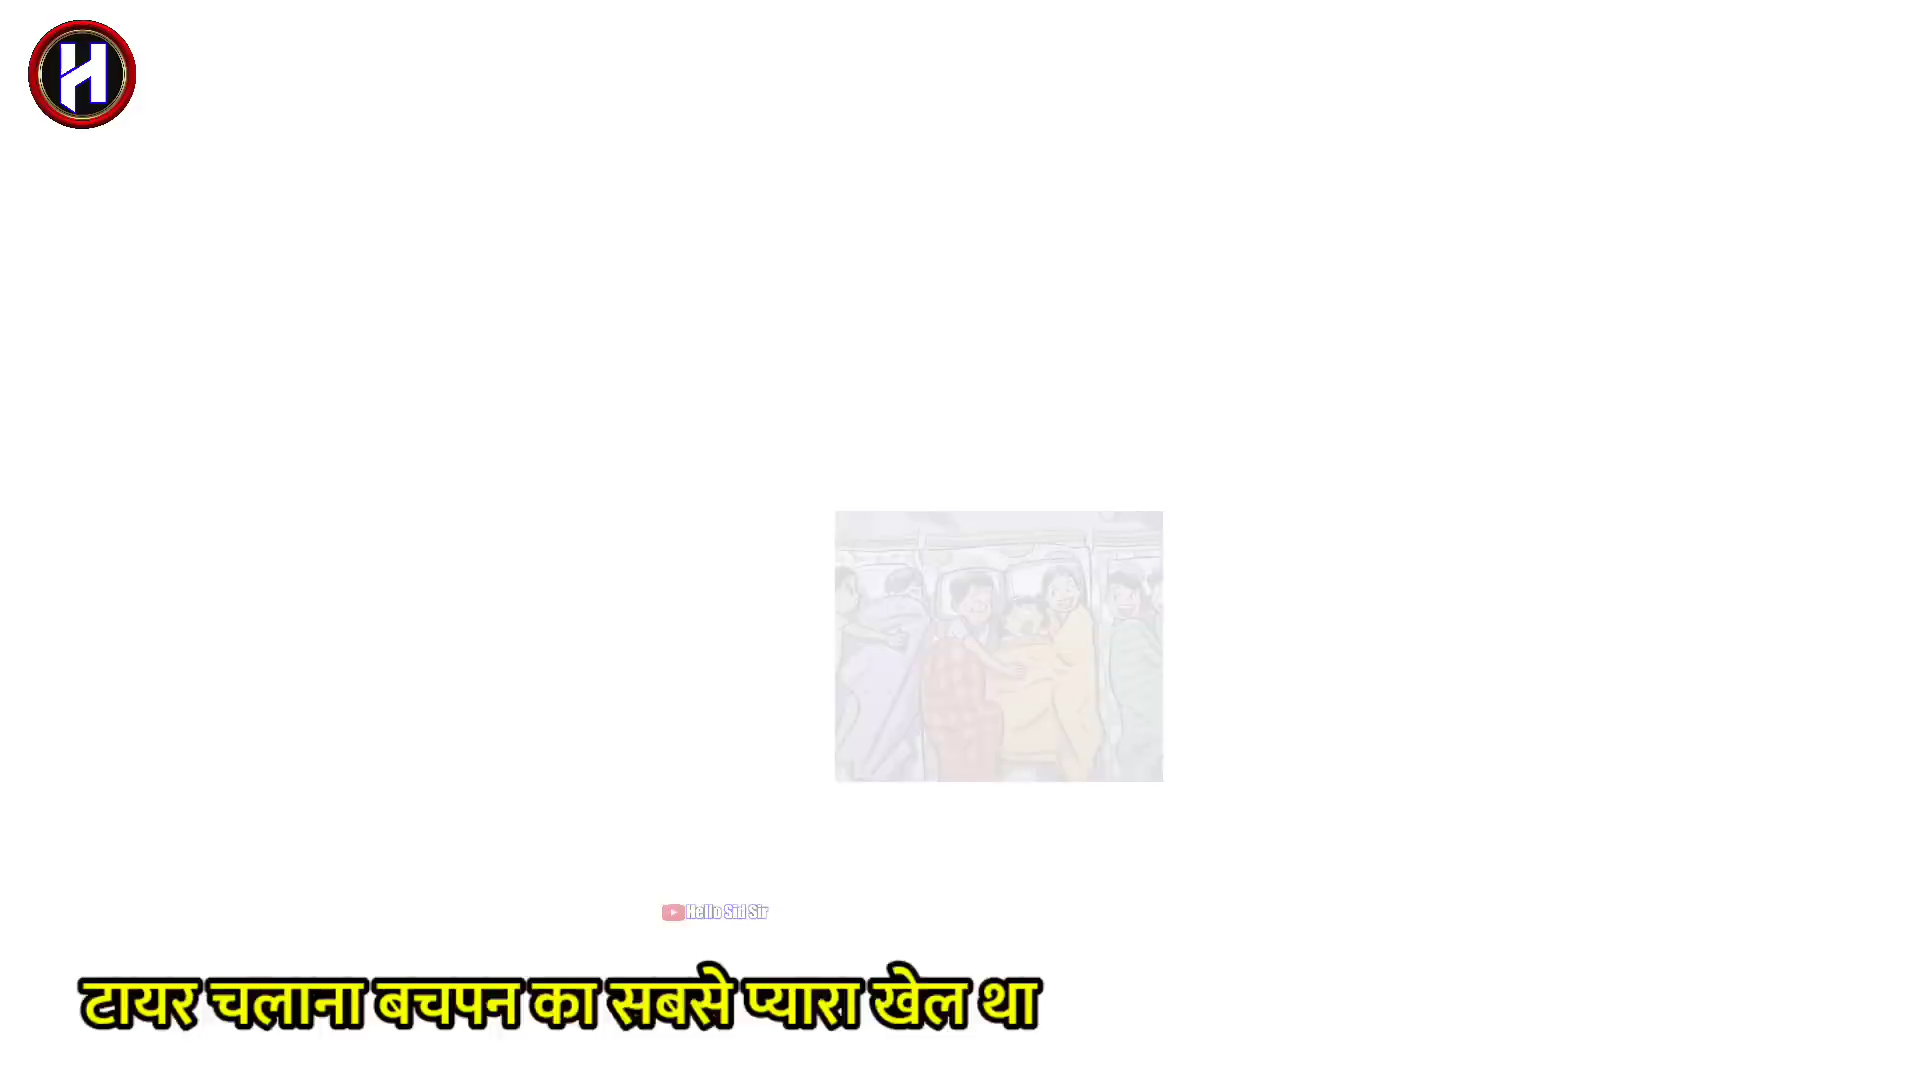 H
Hello Sid Sir
टायर चलाना बचपन का सबसे प्यारा खेल था